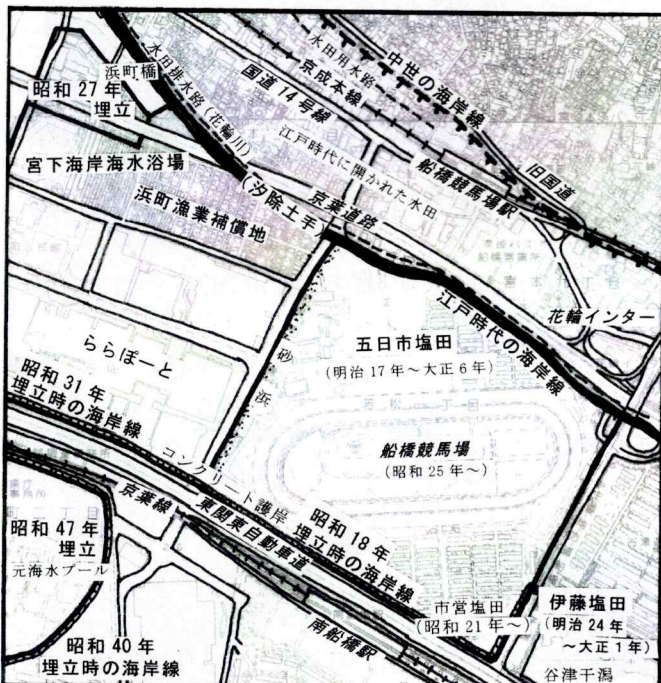 中世の海岸線
水田用水路
京成本線
国道14号線
水田排水路(花輪川)
浜町橋
昭和27年
埋立
宮下海岸海水浴場
江戸時代に開かれた水田
船橋競馬場駅
旧国道
京葉道路
(汐除土手)
浜町漁業補償地
花輪インター
江戸時代の海岸線
五日市塩田
(明治17年~大正6年)
砂浜
ららぽーと
昭和31年
埋立時の海岸線
船橋競馬場
(昭和25年~)
コンクリート護岸
昭和18年
埋立時の海岸線
京葉線
東関東自動車道
昭和47年
埋立
元海水プール
市営塩田
(昭和21年~)
伊藤塩田
(明治24年
~大正1年)
南船橋駅
昭和40年
埋立時の海岸線
谷津干潟